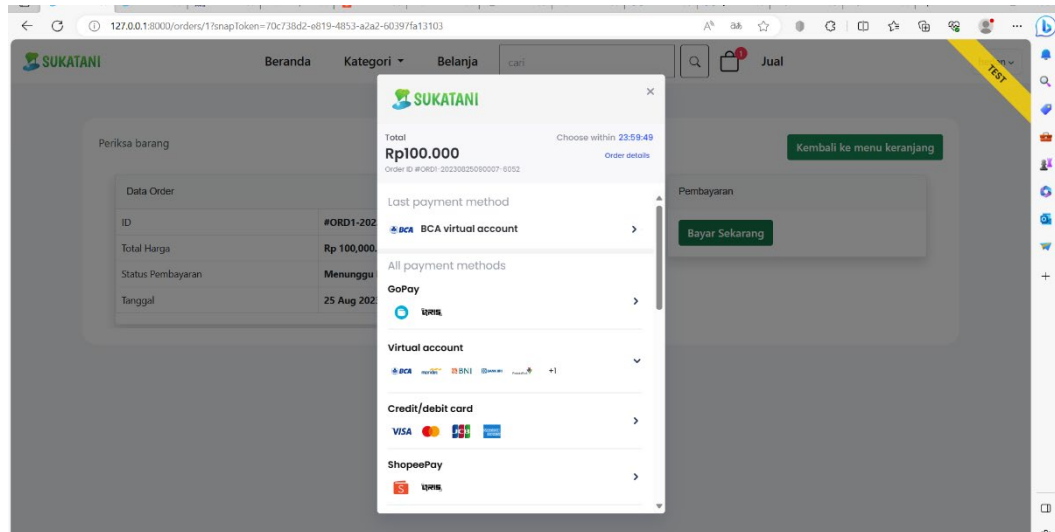 127.0.0.1:8000/orders/1?snapToken=70c738d2-e819-4853-a2a2-60397fa13103
SUKATANI
Beranda
Kategori
Belanja
cari
1
Jual
TEST
Periksa barang
Kembali ke menu keranjang
Data Order
ID
#ORD1-202
Total Harga
Rp 100,000.
Status Pembayaran
Menunggu
Tanggal
25 Aug 202
Pembayaran
Bayar Sekarang
SUKATANI
Total
Choose within 23:59:49
Rp100.000
Order details
Order ID #ORD1-20230825090007-6052
Last payment method
BCA BCA virtual account
All payment methods
GoPay
QRIS
Virtual account
BCA mandiri BNI +1
Credit/debit card
VISA JCB
ShopeePay
S QRIS